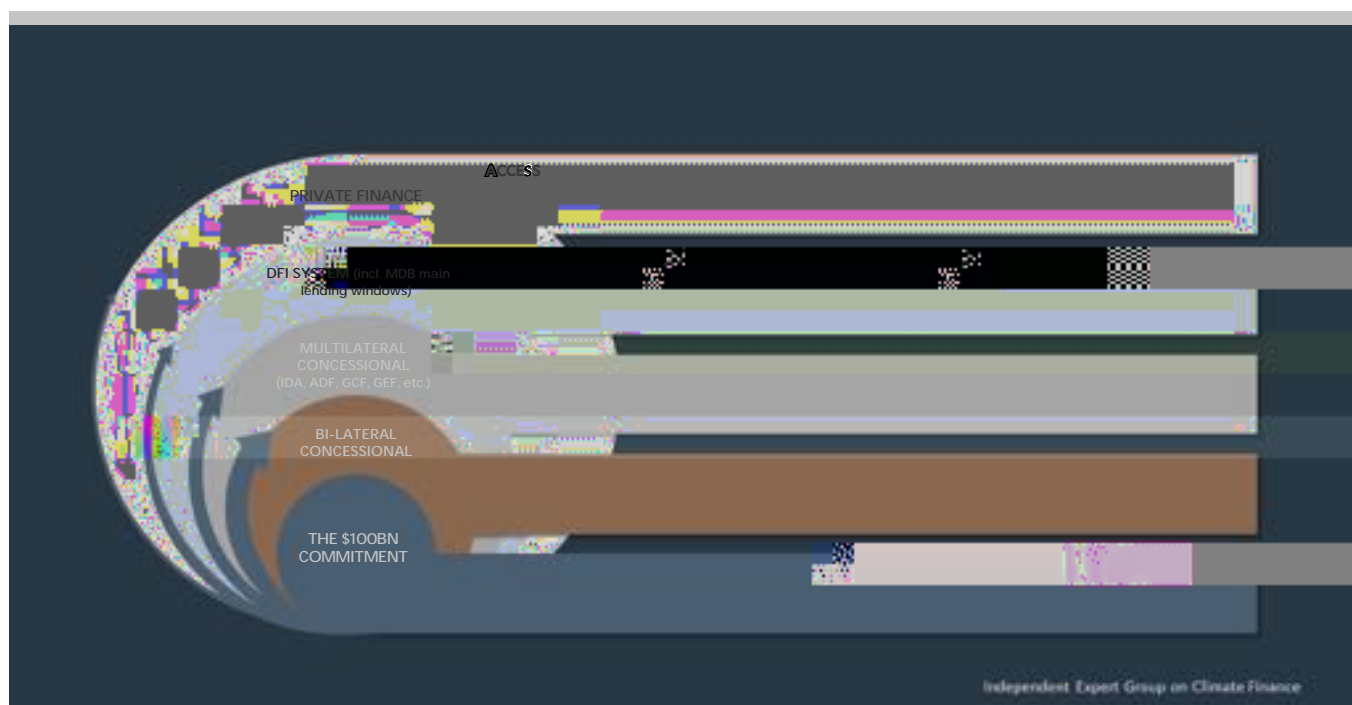 ACCESS
PRIVATE FINANCE
DFI SYSTEM (incl. MDB main
lending windows)
MULTILATERAL
CONCESSIONAL
(IDA, ADF, GCF, GEF, etc.)
BI-LATERAL
CONCESSIONAL
THE $100BN
COMMITMENT
Independent Expert Group on Climate Finance